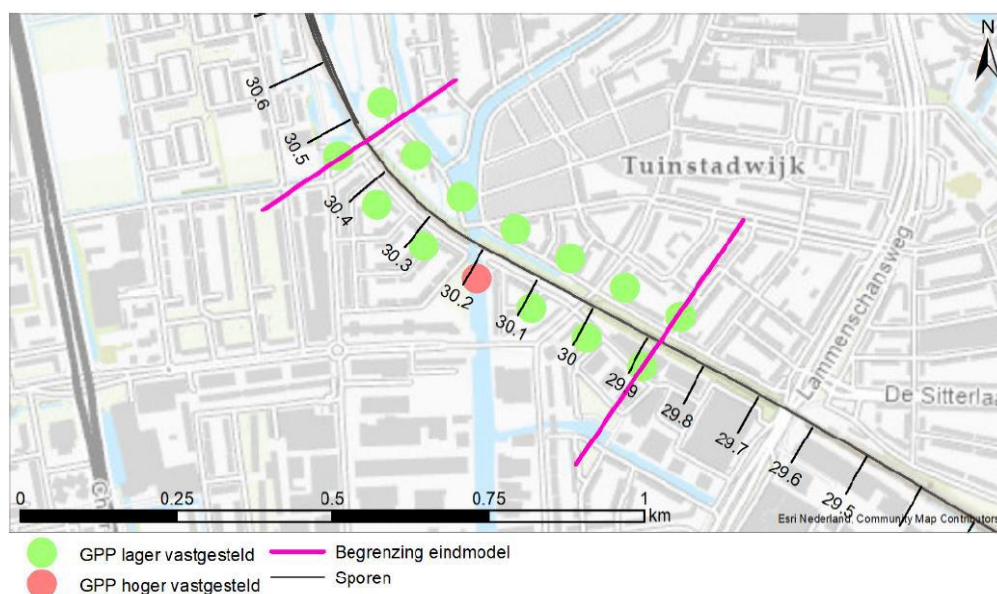 N
30.6
30.5
30.4
30.3
30.2
30.1
30
29.9
29.8
29.7
29.6
29.5
Tuinstadwijk
Lammenschansweg
De Sitterlaa
0 0.25 0.5 0.75 1
km
Esri Nederland, Community Map Contributors
GPP lager vastgesteld
Begrenzing eindmodel
GPP hoger vastgesteld
Sporen